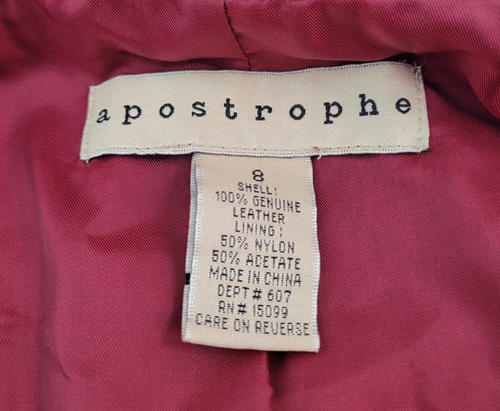 apostrophe
8
SHELL:
100% GENUINE
LEATHER
LINING:
50% NYLON
50% ACETATE
MADE IN CHINA
DEPT# 607
RN# 15099
CARE ON REVERSE